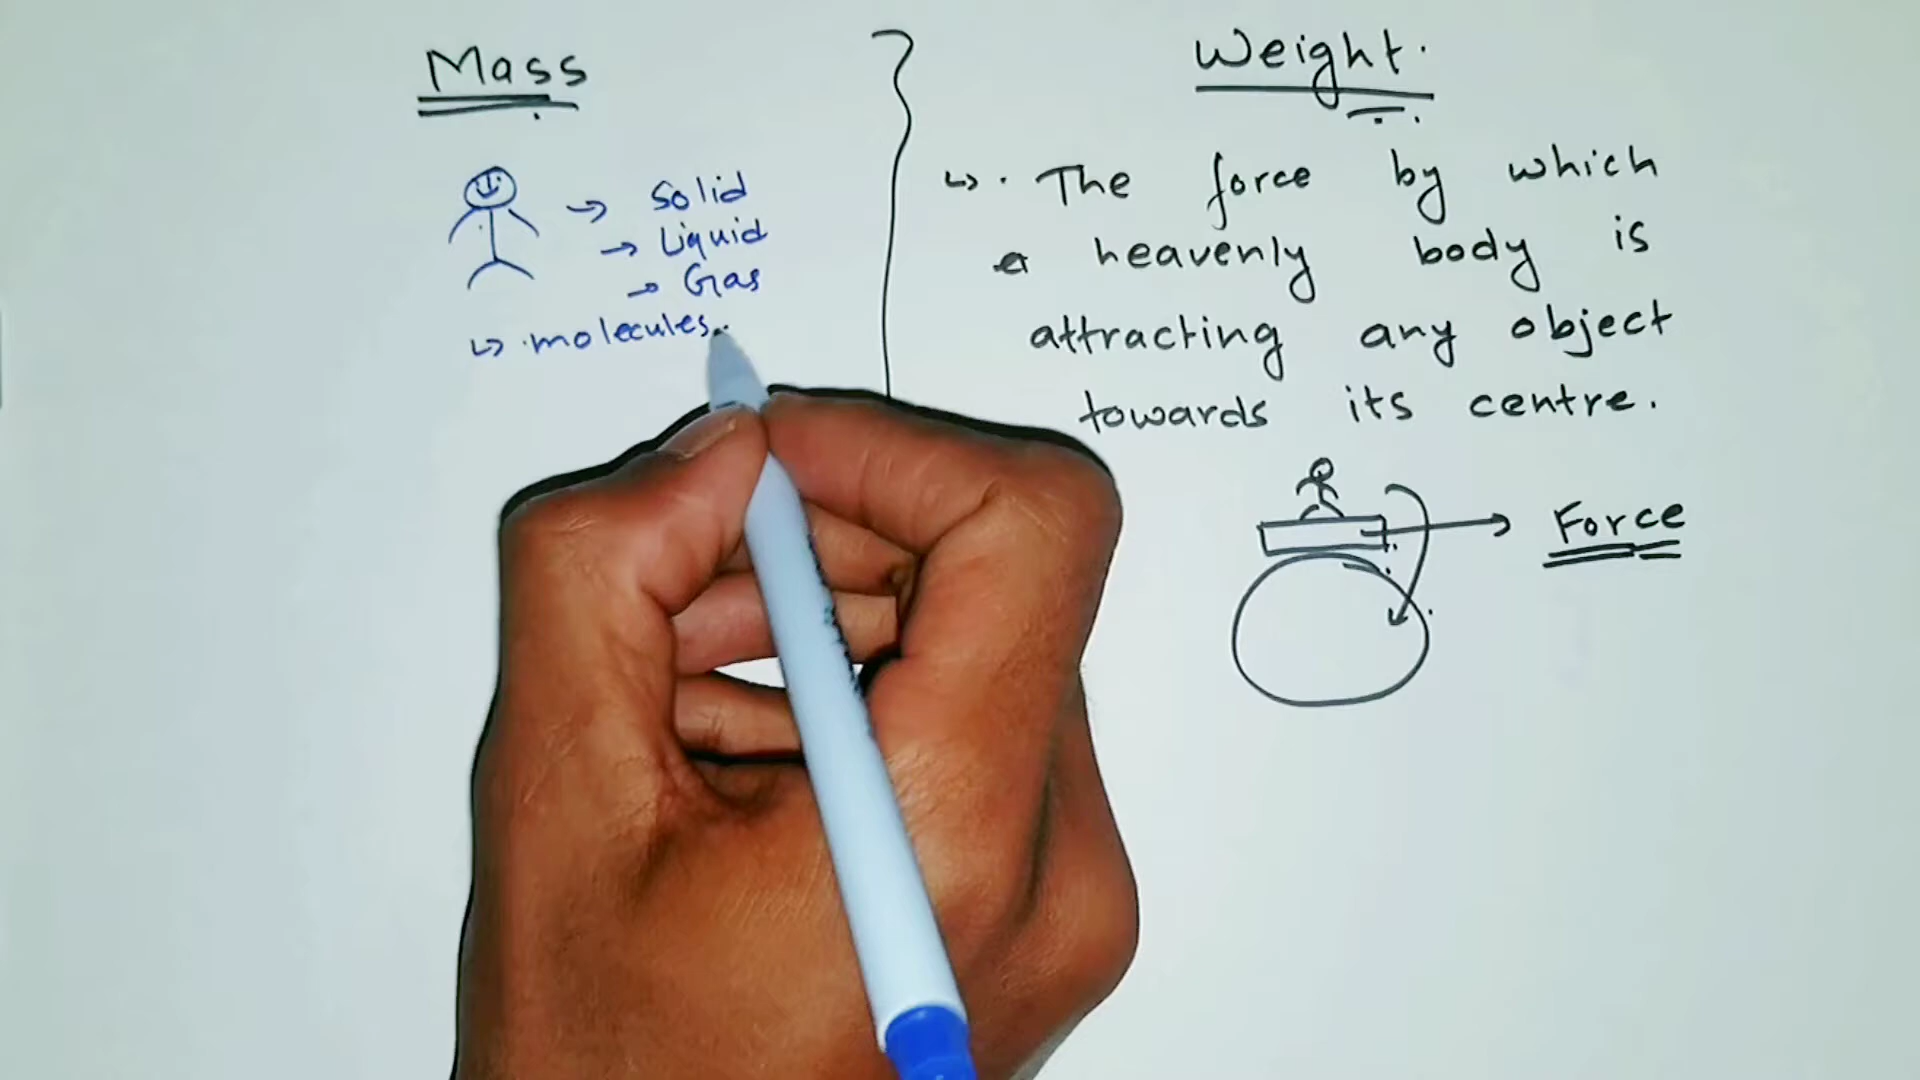 Mass
→ Solid
→ Liquid
→ Gas
↳ .molecules.
Weight.
↳ . The force by which
a heavenly body is
attracting any object
towards its centre.
Force